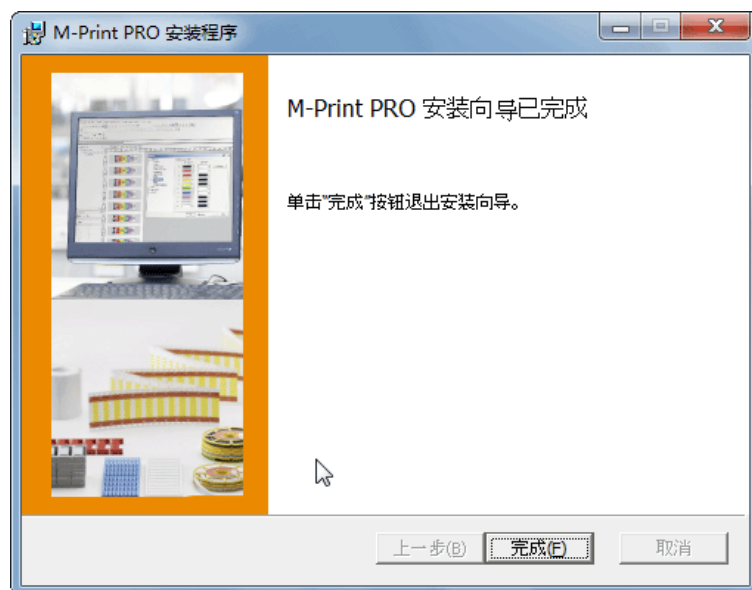 M-Print PRO 安装程序
M-Print PRO 安装向导已完成
单击"完成"按钮退出安装向导。
上一步(B) 完成(F) 取消